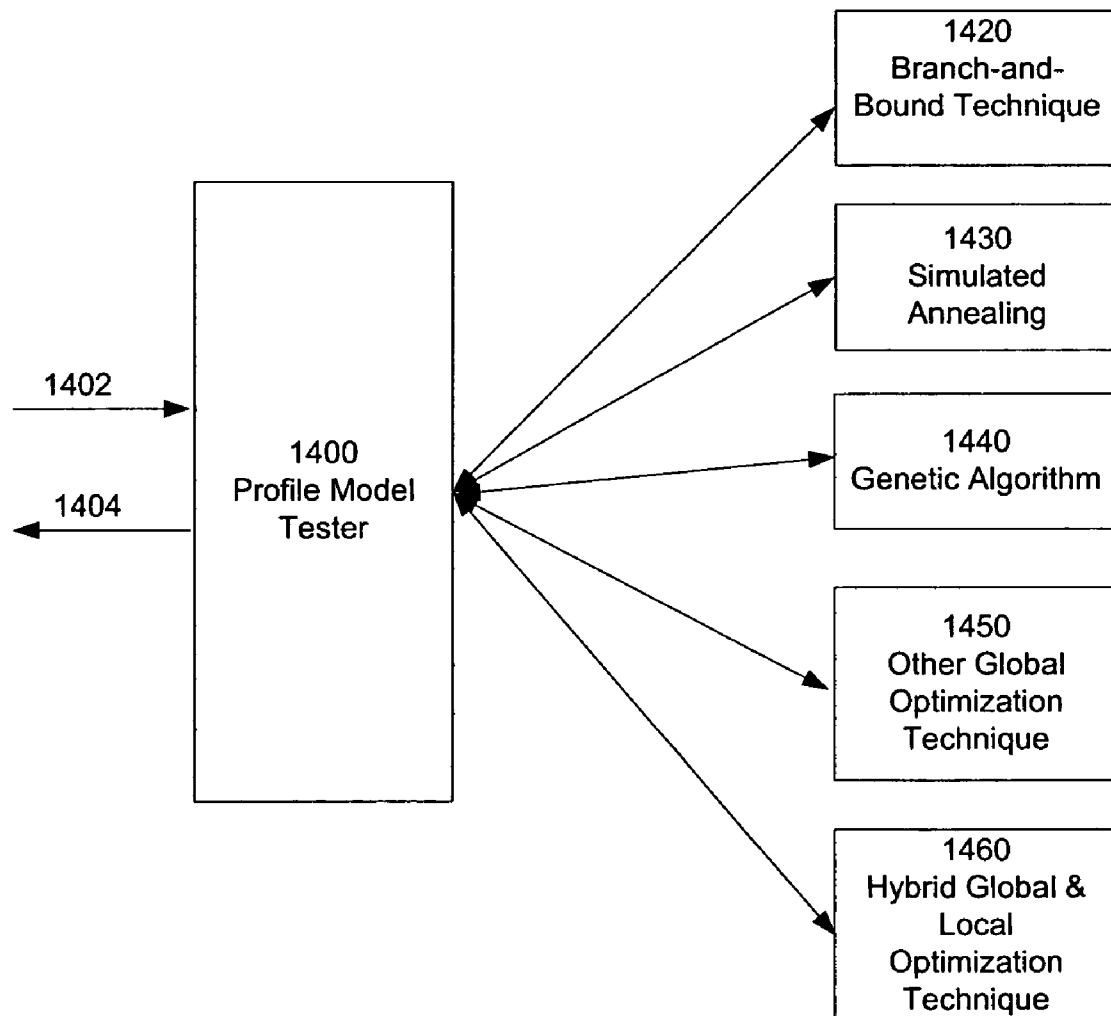 1402
1404
1400
Profile Model
Tester
1420
Branch-and-
Bound Technique
1430
Simulated
Annealing
1440
Genetic Algorithm
1450
Other Global
Optimization
Technique
1460
Hybrid Global &
Local
Optimization
Technique